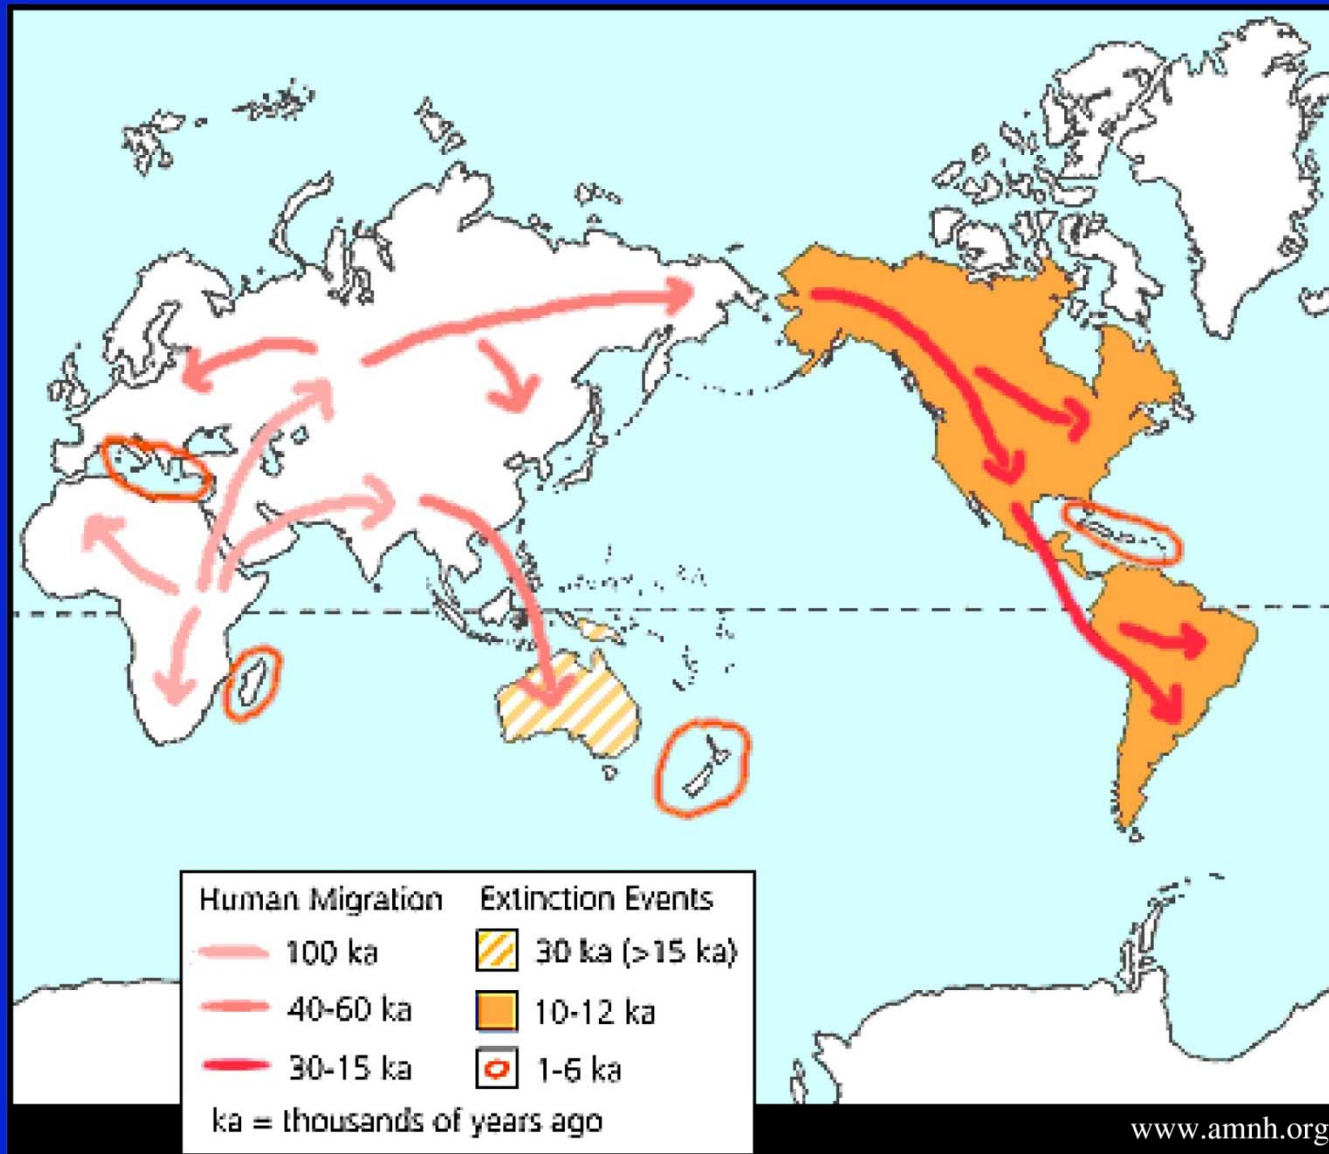 Human Migration
100 ka
40-60 ka
30-15 ka
Extinction Events
30 ka (>15 ka)
10-12 ka
1-6 ka
ka = thousands of years ago
www.amnh.org